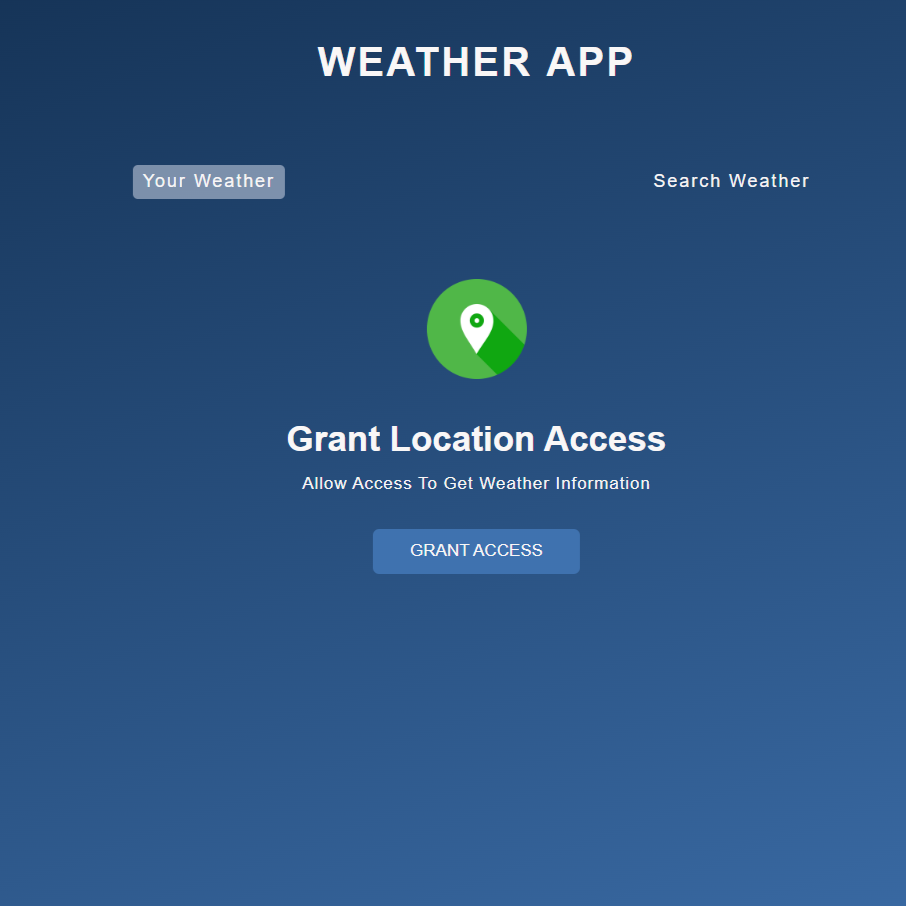 WEATHER APP
Your Weather
Search Weather
Grant Location Access
Allow Access To Get Weather Information
GRANT ACCESS